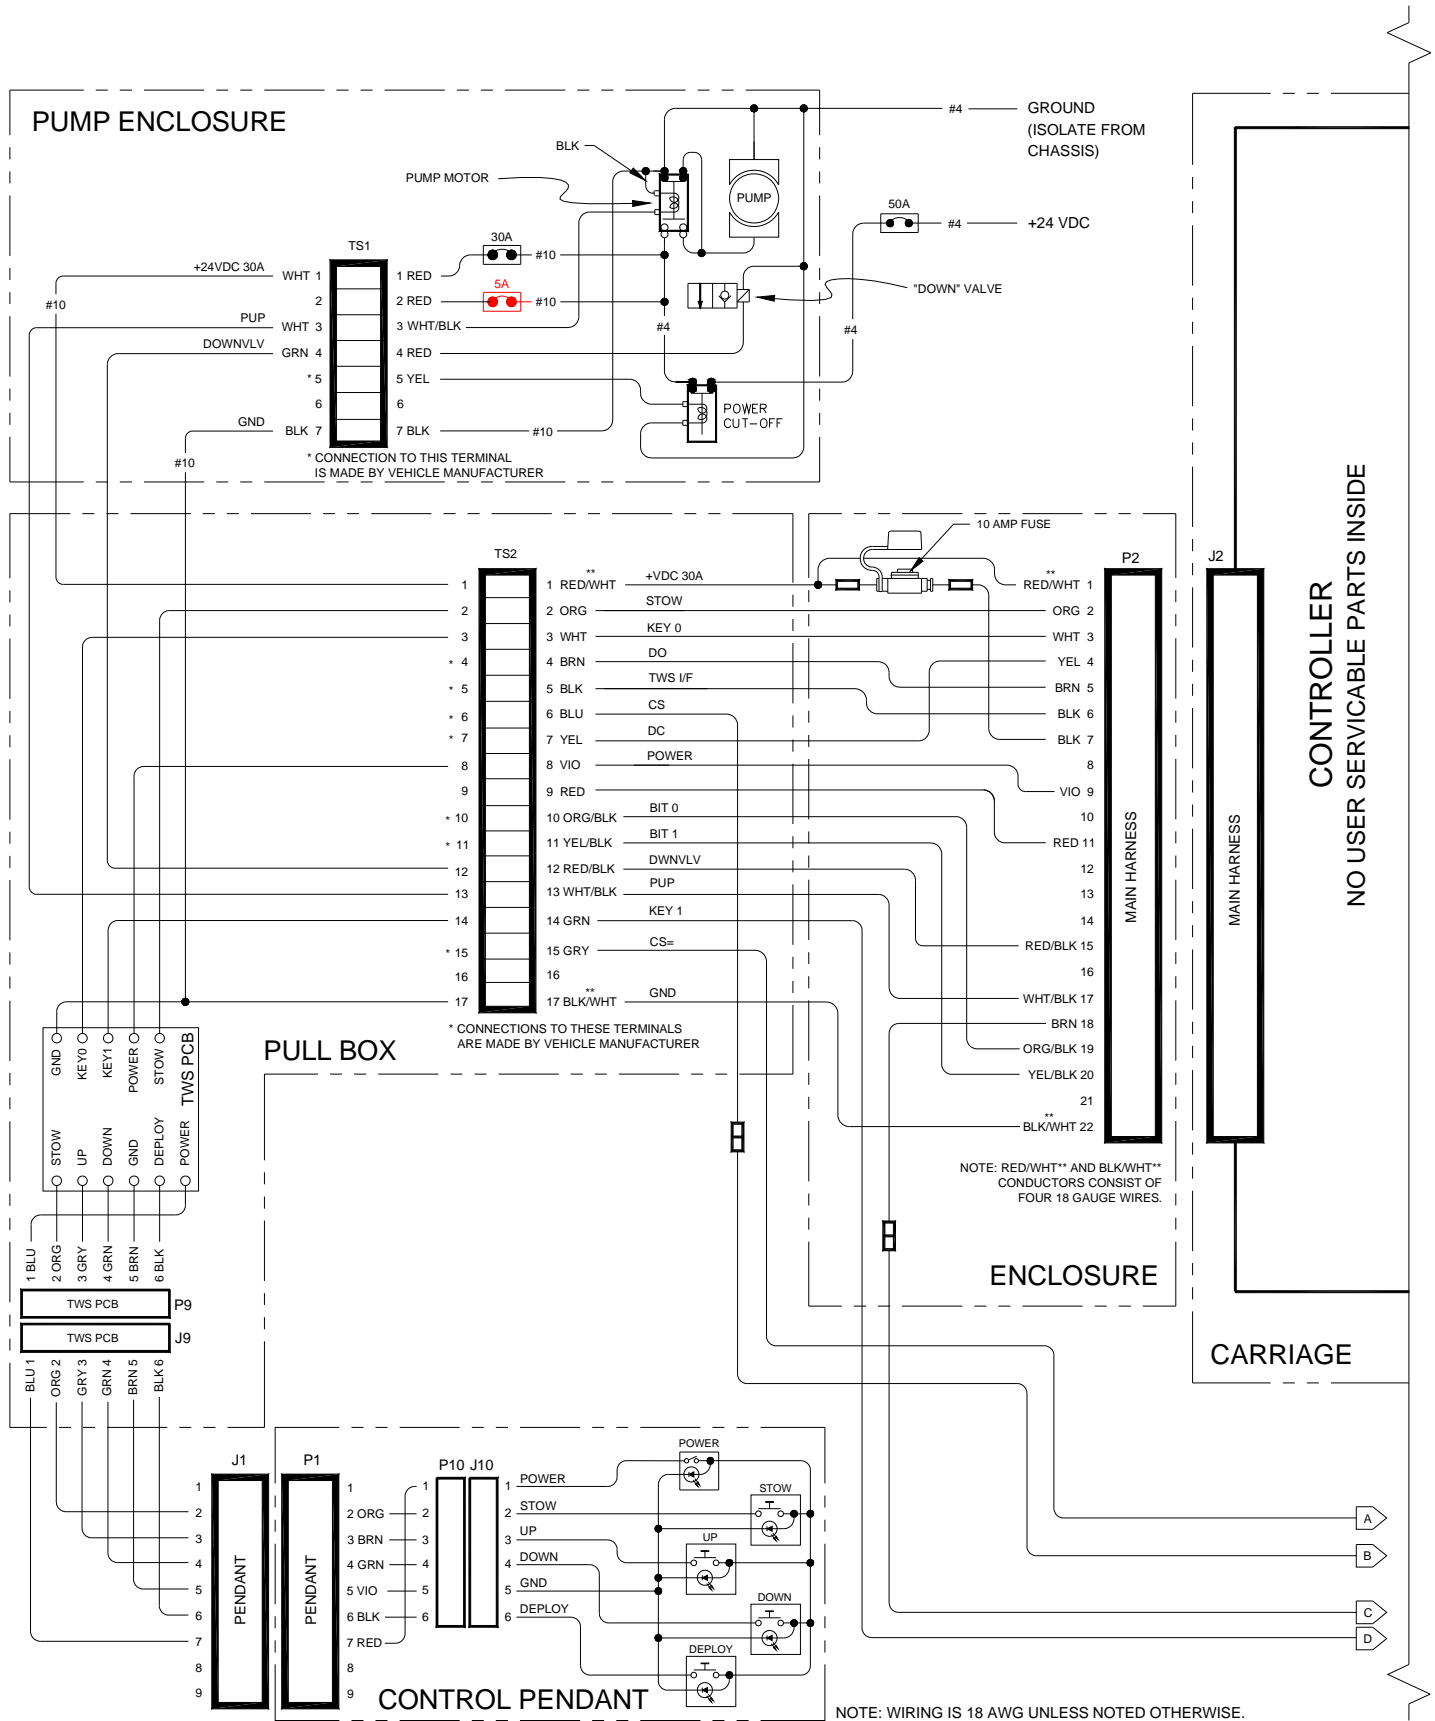 PUMP ENCLOSURE
BLK
PUMP MOTOR
PUMP
#4
GROUND
(ISOLATE FROM
CHASSIS)
50A
#4
+24 VDC
"DOWN" VALVE
#4
#4
POWER
CUT-OFF
TS1
30A
#10
5A
#10
+24VDC 30A
#10
PUP
DOWNVLV
GND
#10
WHT 1
2
WHT 3
GRN 4
* 5
6
BLK 7
1 RED
2 RED
3 WHT/BLK
4 RED
5 YEL
6
7 BLK
#10
* CONNECTION TO THIS TERMINAL
IS MADE BY VEHICLE MANUFACTURER
TS2
1
2
3
* 4
* 5
* 6
* 7
8
9
* 10
* 11
12
13
14
* 15
16
17
**
1 RED/WHT
2 ORG
3 WHT
4 BRN
5 BLK
6 BLU
7 YEL
8 VIO
9 RED
10 ORG/BLK
11 YEL/BLK
12 RED/BLK
13 WHT/BLK
14 GRN
15 GRY
16
**
17 BLK/WHT
+VDC 30A
STOW
KEY 0
DO
TWS I/F
CS
DC
POWER
BIT 0
BIT 1
DWNVLV
PUP
KEY 1
CS=
GND
* CONNECTIONS TO THESE TERMINALS
ARE MADE BY VEHICLE MANUFACTURER
PULL BOX
10 AMP FUSE
P2
**
RED/WHT 1
ORG 2
WHT 3
YEL 4
BRN 5
BLK 6
BLK 7
8
VIO 9
10
RED 11
12
13
14
RED/BLK 15
16
WHT/BLK 17
BRN 18
ORG/BLK 19
YEL/BLK 20
21
**
BLK/WHT 22
MAIN HARNESS
NOTE: RED/WHT** AND BLK/WHT**
CONDUCTORS CONSIST OF
FOUR 18 GAUGE WIRES.
ENCLOSURE
J2
MAIN HARNESS
CONTROLLER
NO USER SERVICABLE PARTS INSIDE
CARRIAGE
GND
KEY0
KEY1
POWER
STOW
TWS PCB
STOW
UP
DOWN
GND
DEPLOY
POWER
1 BLU
2 ORG
3 GRY
4 GRN
5 BRN
6 BLK
TWS PCB
P9
TWS PCB
J9
BLU 1
ORG 2
GRY 3
GRN 4
BRN 5
BLK 6
J1
1
2
3
4
5
6
7
8
9
PENDANT
P1
PENDANT
1
2 ORG
3 BRN
4 GRN
5 VIO
6 BLK
7 RED
8
9
P10
1
2
3
4
5
6
J10
1
2
3
4
5
6
POWER
STOW
UP
DOWN
GND
DEPLOY
POWER
STOW
UP
DOWN
DEPLOY
CONTROL PENDANT
A
B
C
D
NOTE: WIRING IS 18 AWG UNLESS NOTED OTHERWISE.